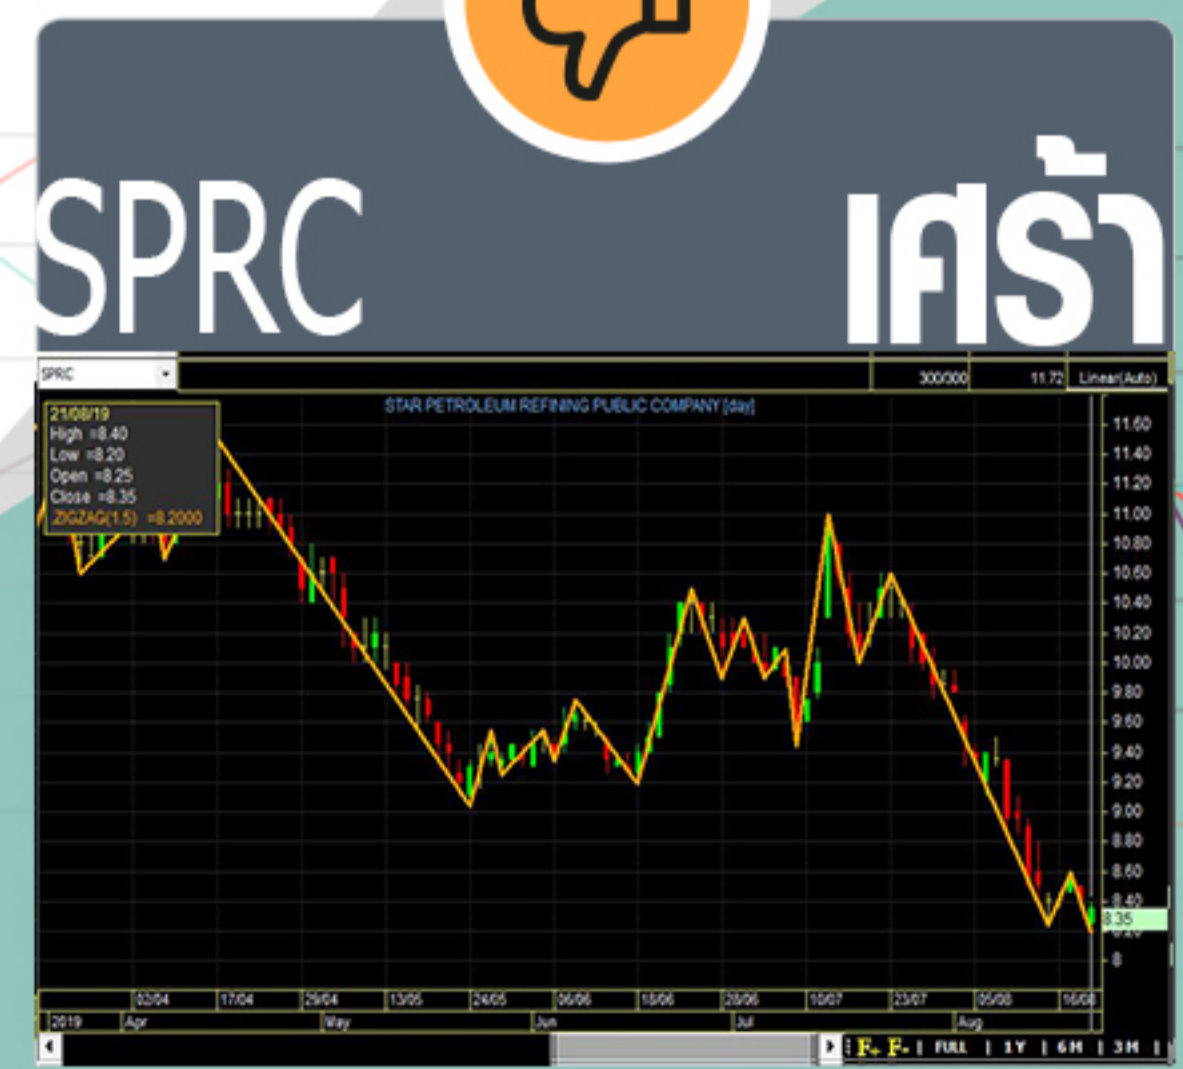 SPRC
เศร้า
SPRC
300/300
11.72
Linear(Auto)
STAR PETROLEUM REFINING PUBLIC COMPANY [day]
21/08/19
High =8.40
Low =8.20
Open =8.25
Close =8.35
ZIGZAG(1.5) =8.2000
11.60
11.40
11.20
11.00
10.80
10.60
10.40
10.20
10.00
9.80
9.60
9.40
9.20
9.00
8.80
8.60
8.40
8.35
8
02/04 17/04 29/04 13/05 24/05 06/06 18/06 28/06 10/07 23/07 05/08 16/08
2019 Apr May Jun Jul Aug
F+ F- | FULL | 1Y | 6M | 3M |